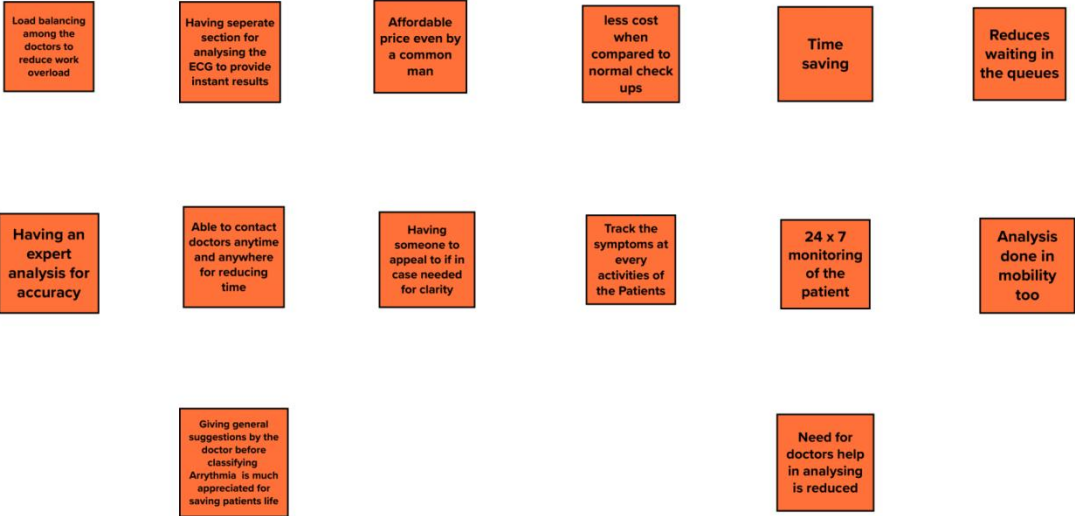 Load balancing
among the
doctors to
reduce work
overload
Having seperate
section for
analysing the
ECG to provide
instant results
Affordable
price even by
a common
man
less cost
when
compared to
normal check
ups
Time
saving
Reduces
waiting in
the queues
Having an
expert
analysis for
accuracy
Able to contact
doctors anytime
and anywhere
for reducing
time
Having
someone to
appeal to if in
case needed
for clarity
Track the
symptoms at
every
activities of
the Patients
24 x 7
monitoring
of the
patient
Analysis
done in
mobility
too
Giving general
suggestions by the
doctor before
classifying
Arrythmia is much
appreciated for
saving patients life
Need for
doctors help
in analysing
is reduced